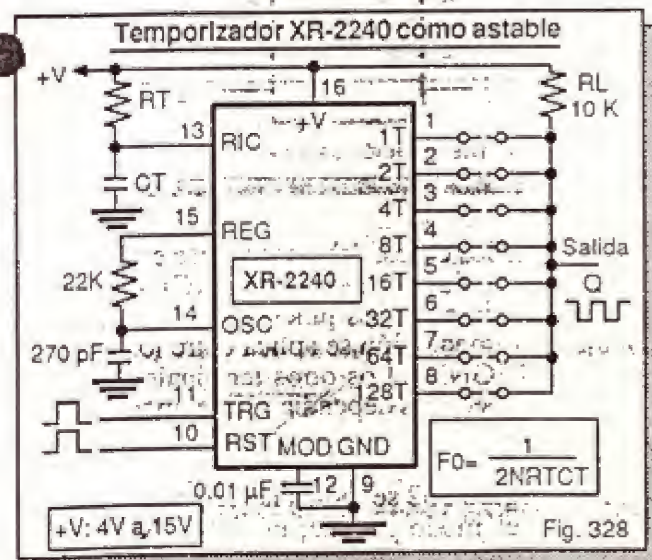 Temporizador XR-2240 como astable
+V
16
RL
10 K
RT
+V
13
RIC
1T
1
2T
2
CT
4T
3
15
REG
8T
4
Salida
Q
22K
XR-2240
16T
5
14
OSC
32T
6
270 pF
64T
7
11
TRG
128T
8
10
RST
MOD GND
F0= 1
2NRTCT
0.01 µF
12
9
+V: 4V a 15V
Fig. 328